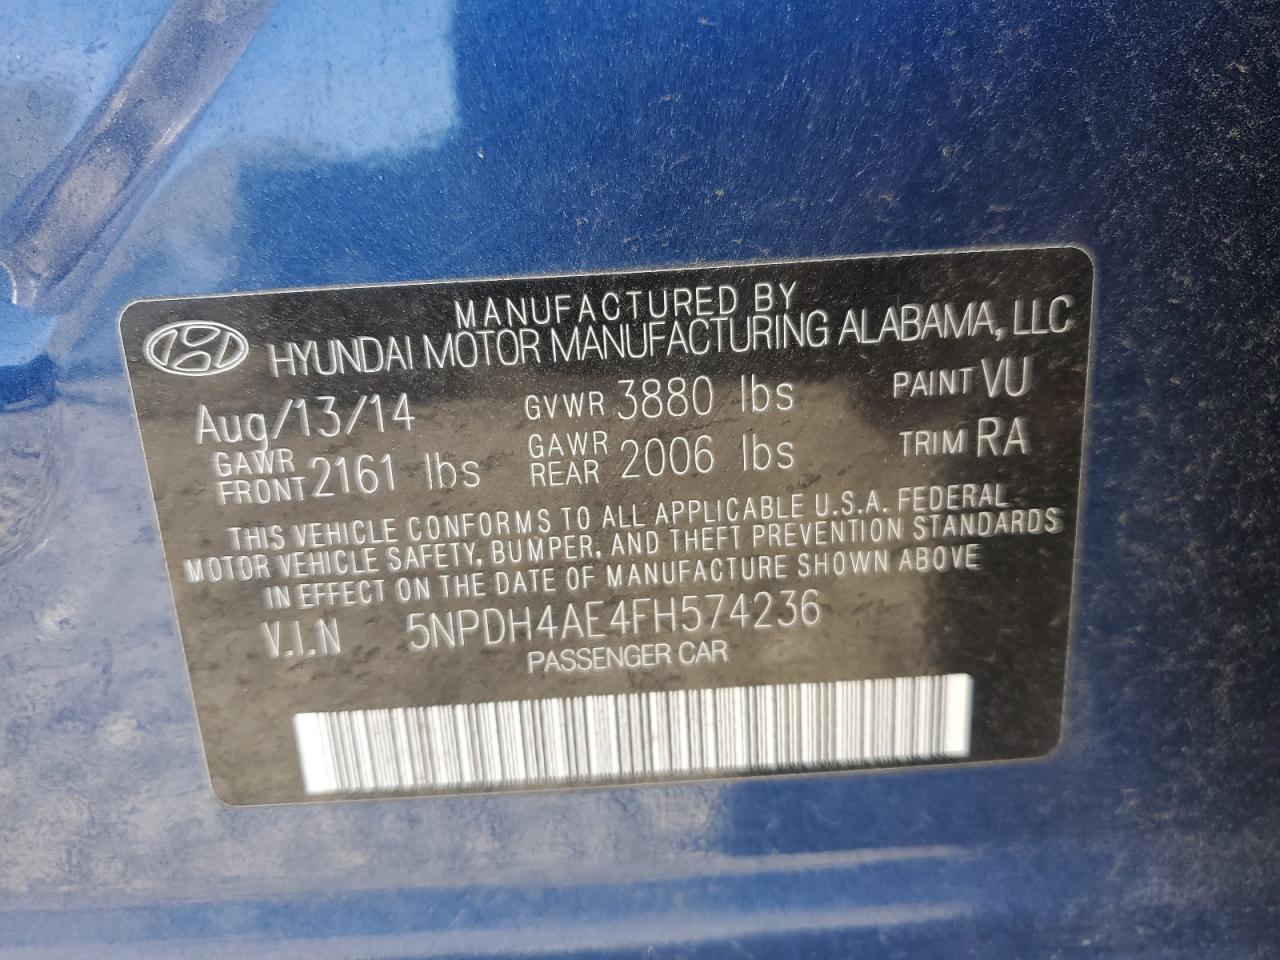 MANUFACTURED BY
HYUNDAI MOTOR MANUFACTURING ALABAMA, LLC
Aug/13/14 GVWR 3880 lbs PAINT VU
GAWR FRONT 2161 lbs GAWR REAR 2006 lbs TRIM RA
THIS VEHICLE CONFORMS TO ALL APPLICABLE U.S.A. FEDERAL
MOTOR VEHICLE SAFETY, BUMPER, AND THEFT PREVENTION STANDARDS
IN EFFECT ON THE DATE OF MANUFACTURE SHOWN ABOVE
V.I.N 5NPDH4AE4FH574236
PASSENGER CAR